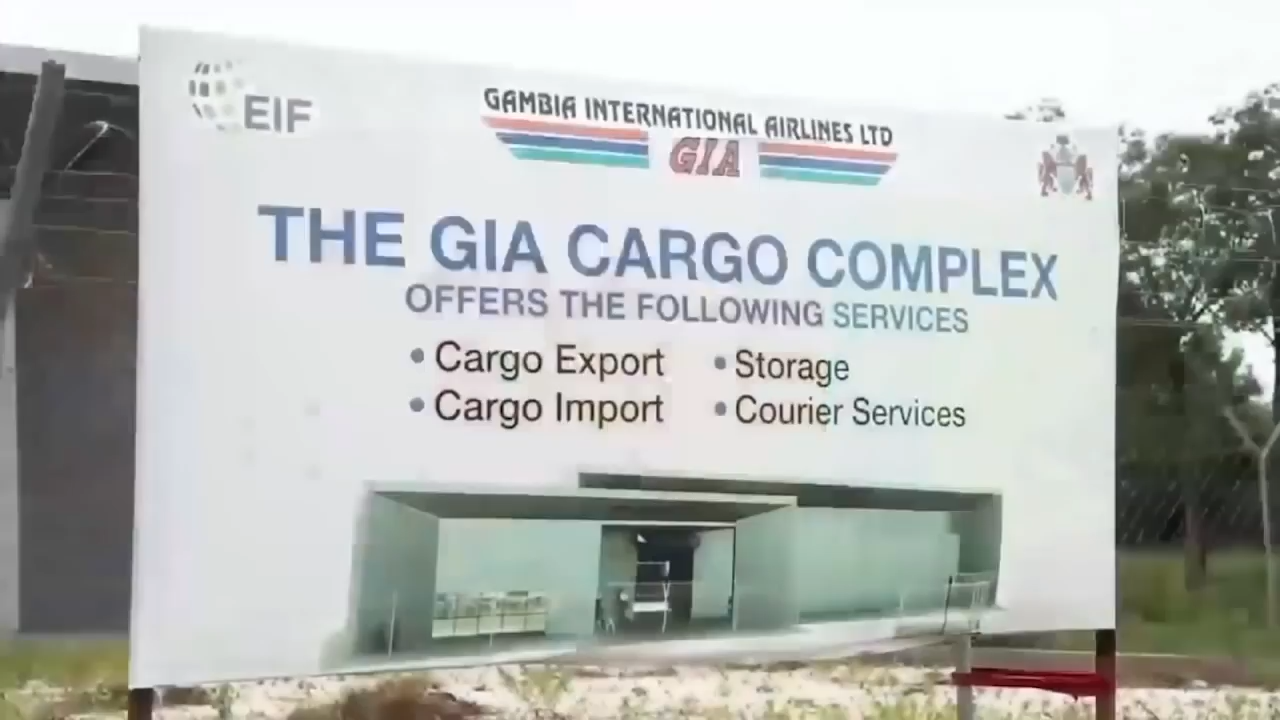 EIF
GAMBIA INTERNATIONAL AIRLINES LTD
GIA
THE GIA CARGO COMPLEX
OFFERS THE FOLLOWING SERVICES
• Cargo Export
• Cargo Import
• Storage
• Courier Services